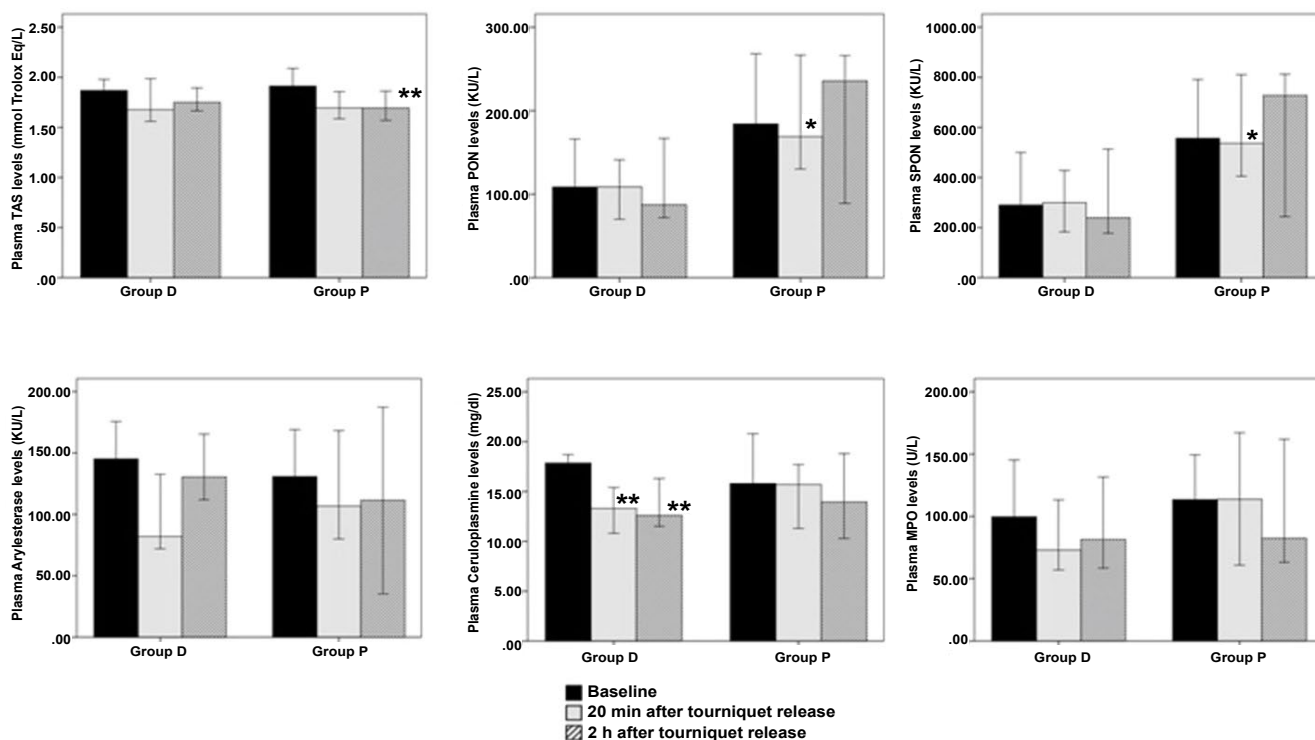 Plasma TAS levels (mmol Trolox Eq/L)
2.50
2.00
1.50
1.00
.50
.00
**
Group D
Group P
Plasma PON levels (KU/L)
300.00
200.00
100.00
.00
*
Group D
Group P
Plasma SPON levels (KU/L)
1000.00
800.00
600.00
400.00
200.00
.00
*
Group D
Group P
Plasma Arylesterase levels (KU/L)
200.00
150.00
100.00
50.00
.00
Group D
Group P
Plasma Ceruloplasmine levels (mg/dl)
25.00
20.00
15.00
10.00
5.00
.00
**
**
Group D
Group P
Plasma MPO levels (U/L)
200.00
150.00
100.00
50.00
.00
Group D
Group P
Baseline
20 min after tourniquet release
2 h after tourniquet release